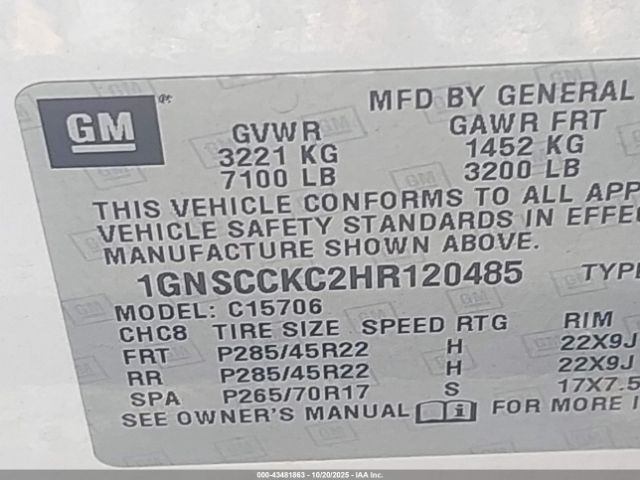 GM
MFD BY GENERAL
GVWR GAWR FRT
3221 KG 1452 KG
7100 LB 3200 LB
THIS VEHICLE CONFORMS TO ALL APP
VEHICLE SAFETY STANDARDS IN EFFEC
MANUFACTURE SHOWN ABOVE.
1GNSCCKC2HR120485 TYPE
MODEL: C15706
CHC8 TIRE SIZE SPEED RTG RIM
FRT P285/45R22 H 22X9J
RR P285/45R22 H 22X9J
SPA P265/70R17 S 17X7.5
SEE OWNER'S MANUAL i FOR MORE I
000-43481863 | 10/20/2025 | Copyright © IAA, Inc.